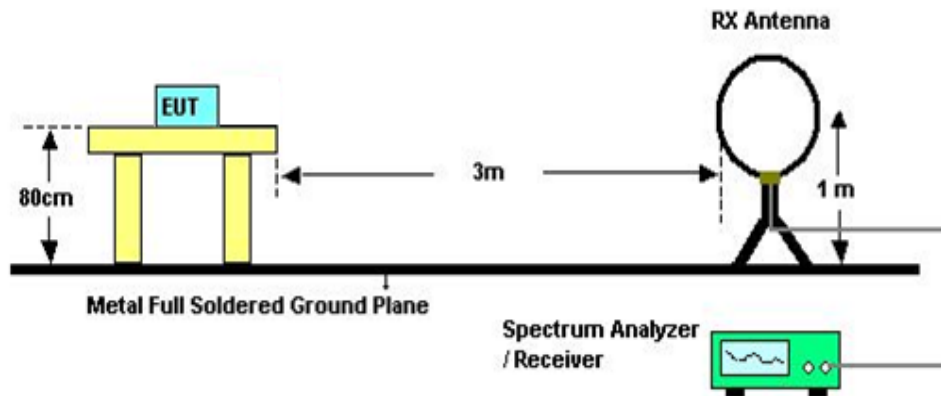 RX Antenna
EUT
3m
80cm
1 m
Metal Full Soldered Ground Plane
Spectrum Analyzer
/ Receiver